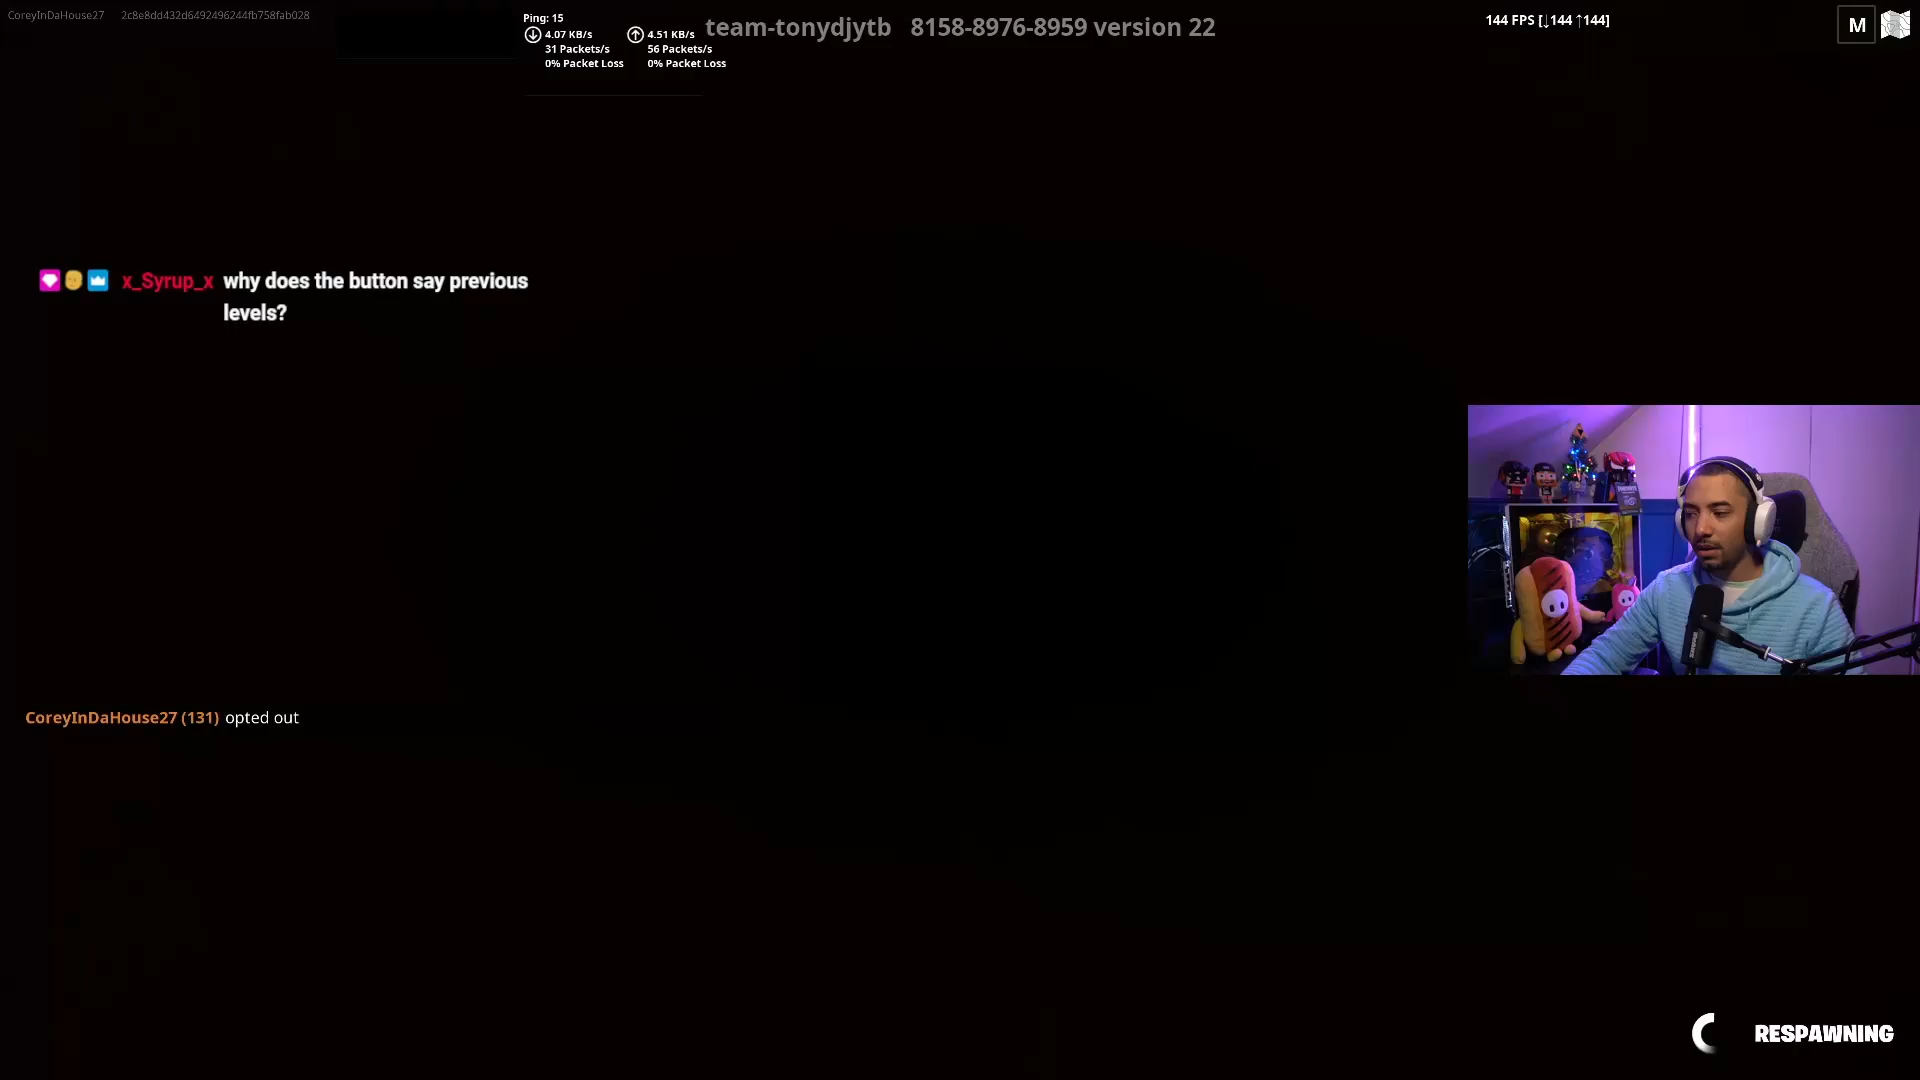 CoreyInDaHouse27 2c8e8dd432d6492496244fb758fab028
Ping: 15
4.07 KB/s 4.51 KB/s
31 Packets/s 56 Packets/s
0% Packet Loss 0% Packet Loss
team-tonydjytb 8158-8976-8959 version 22
144 FPS [↓144 ↑144]
M
x_Syrup_x why does the button say previous
levels?
CoreyInDaHouse27 (131) opted out
RESPAWNING